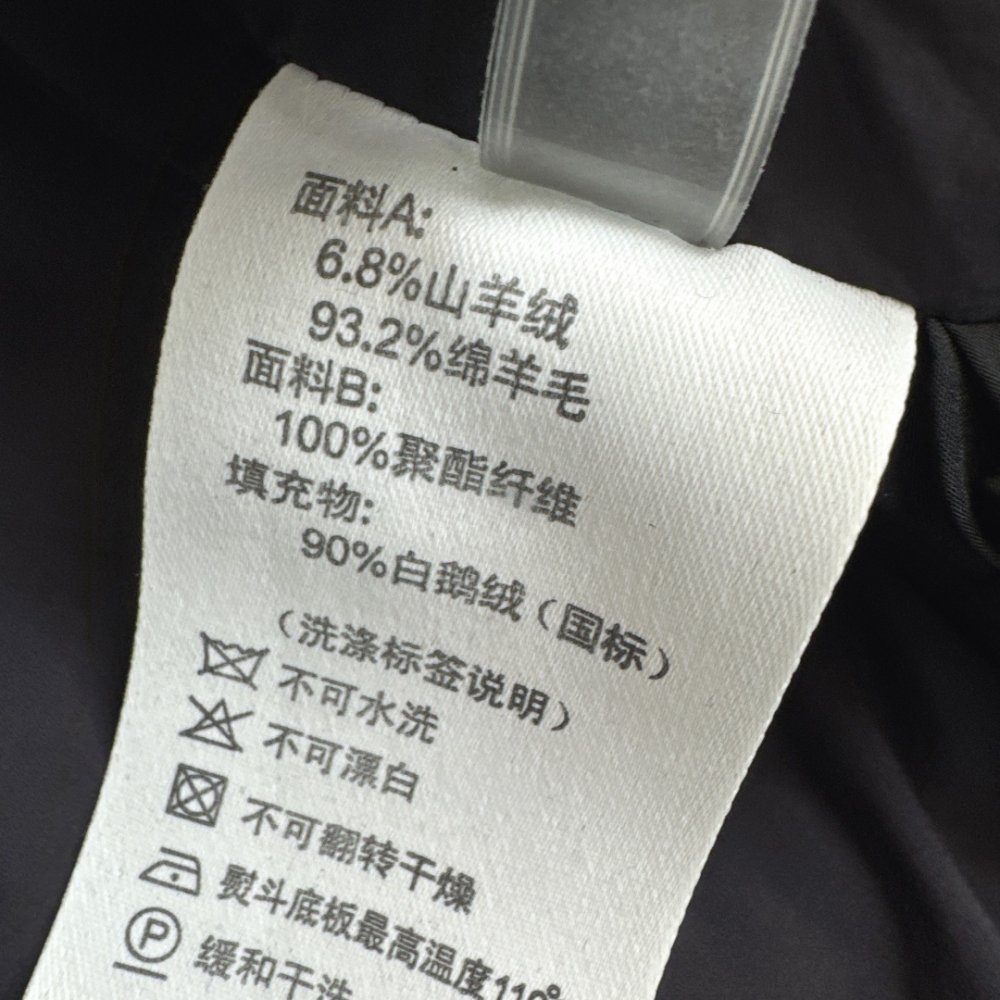 面料A:
6.8%山羊绒
93.2%绵羊毛
面料B:
100%聚酯纤维
填充物:
90%白鹅绒（国标）
（洗涤标签说明）
不可水洗
不可漂白
不可翻转干燥
熨斗底板最高温度110°
P 缓和干洗